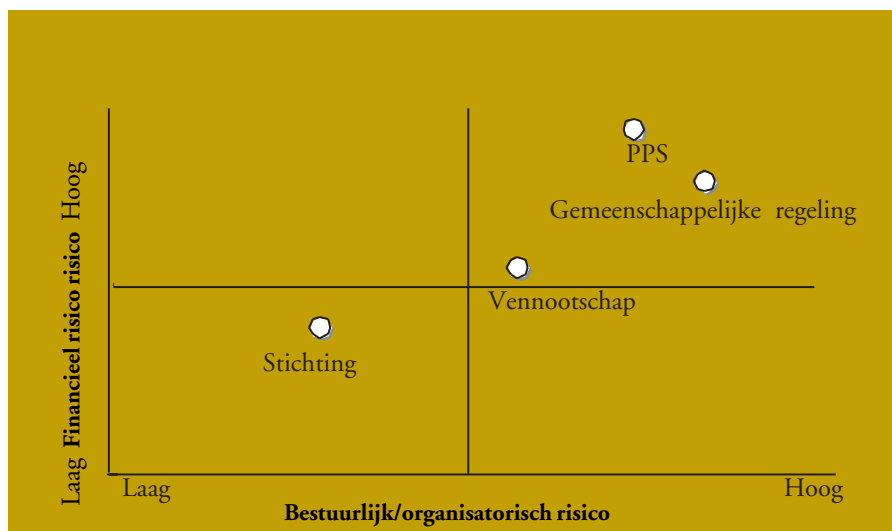 PPS
Gemeenschappelijke regeling
Vennootschap
Stichting
Laag Financieel risico risico Hoog
Laag
Hoog
Bestuurlijk/organisatorisch risico